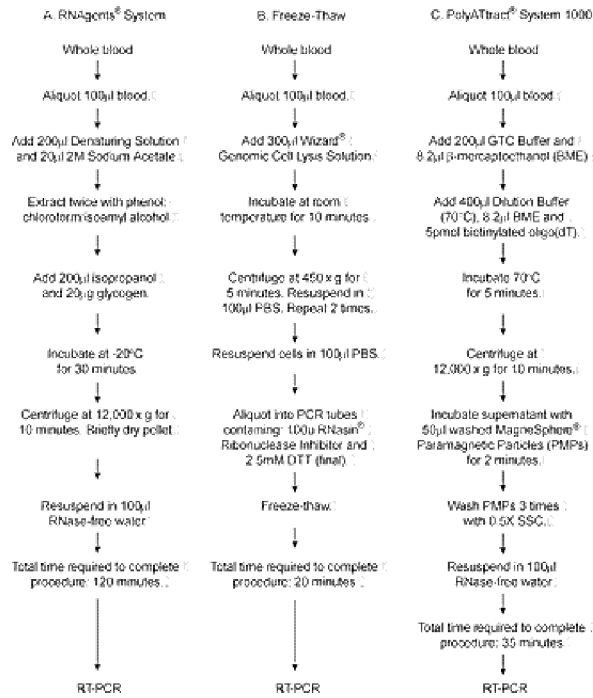 A. RNAgents® System
Whole blood
Aliquot 100µl blood.
Add 200µl Denaturing Solution
and 20µl 2M Sodium Acetate
Extract twice with phenol:
chloroform:isoamyl alcohol
Add 200µl isopropanol
and 20µg glycogen.
Incubate at -20°C
for 30 minutes
Centrifuge at 12,000 x g for
10 minutes. Briefly dry pellet.
Resuspend in 100µl
RNase-free water
Total time required to complete
procedure: 120 minutes.
RT-PCR
B. Freeze-Thaw
Whole blood
Aliquot 100µl blood.
Add 300µl Wizard®
Genomic Cell Lysis Solution.
Incubate at room
temperature for 10 minutes.
Centrifuge at 450 x g for
5 minutes. Resuspend in
100µl PBS. Repeat 2 times.
Resuspend cells in 100µl PBS.
Aliquot into PCR tubes
containing: 100u RNasin®
Ribonuclease Inhibitor and
2.5mM DTT (final)
Freeze-thaw.
Total time required to complete
procedure: 20 minutes.
RT-PCR
C. PolyATtract® System 1000
Whole blood
Aliquot 100µl blood.
Add 200µl GTC Buffer and
8.2µl β-mercaptoethanol (BME)
Add 400µl Dilution Buffer
(70°C), 8.2µl BME and
5pmol biotinylated oligo(dT).
Incubate 70°C
for 5 minutes.
Centrifuge at
12,000 x g for 10 minutes.
Incubate supernatant with
50µl washed MagneSphere®
Paramagnetic Particles (PMPs)
for 2 minutes.
Wash PMPs 3 times
with 0.5X SSC.
Resuspend in 100µl
RNase-free water.
Total time required to complete
procedure: 35 minutes
RT-PCR